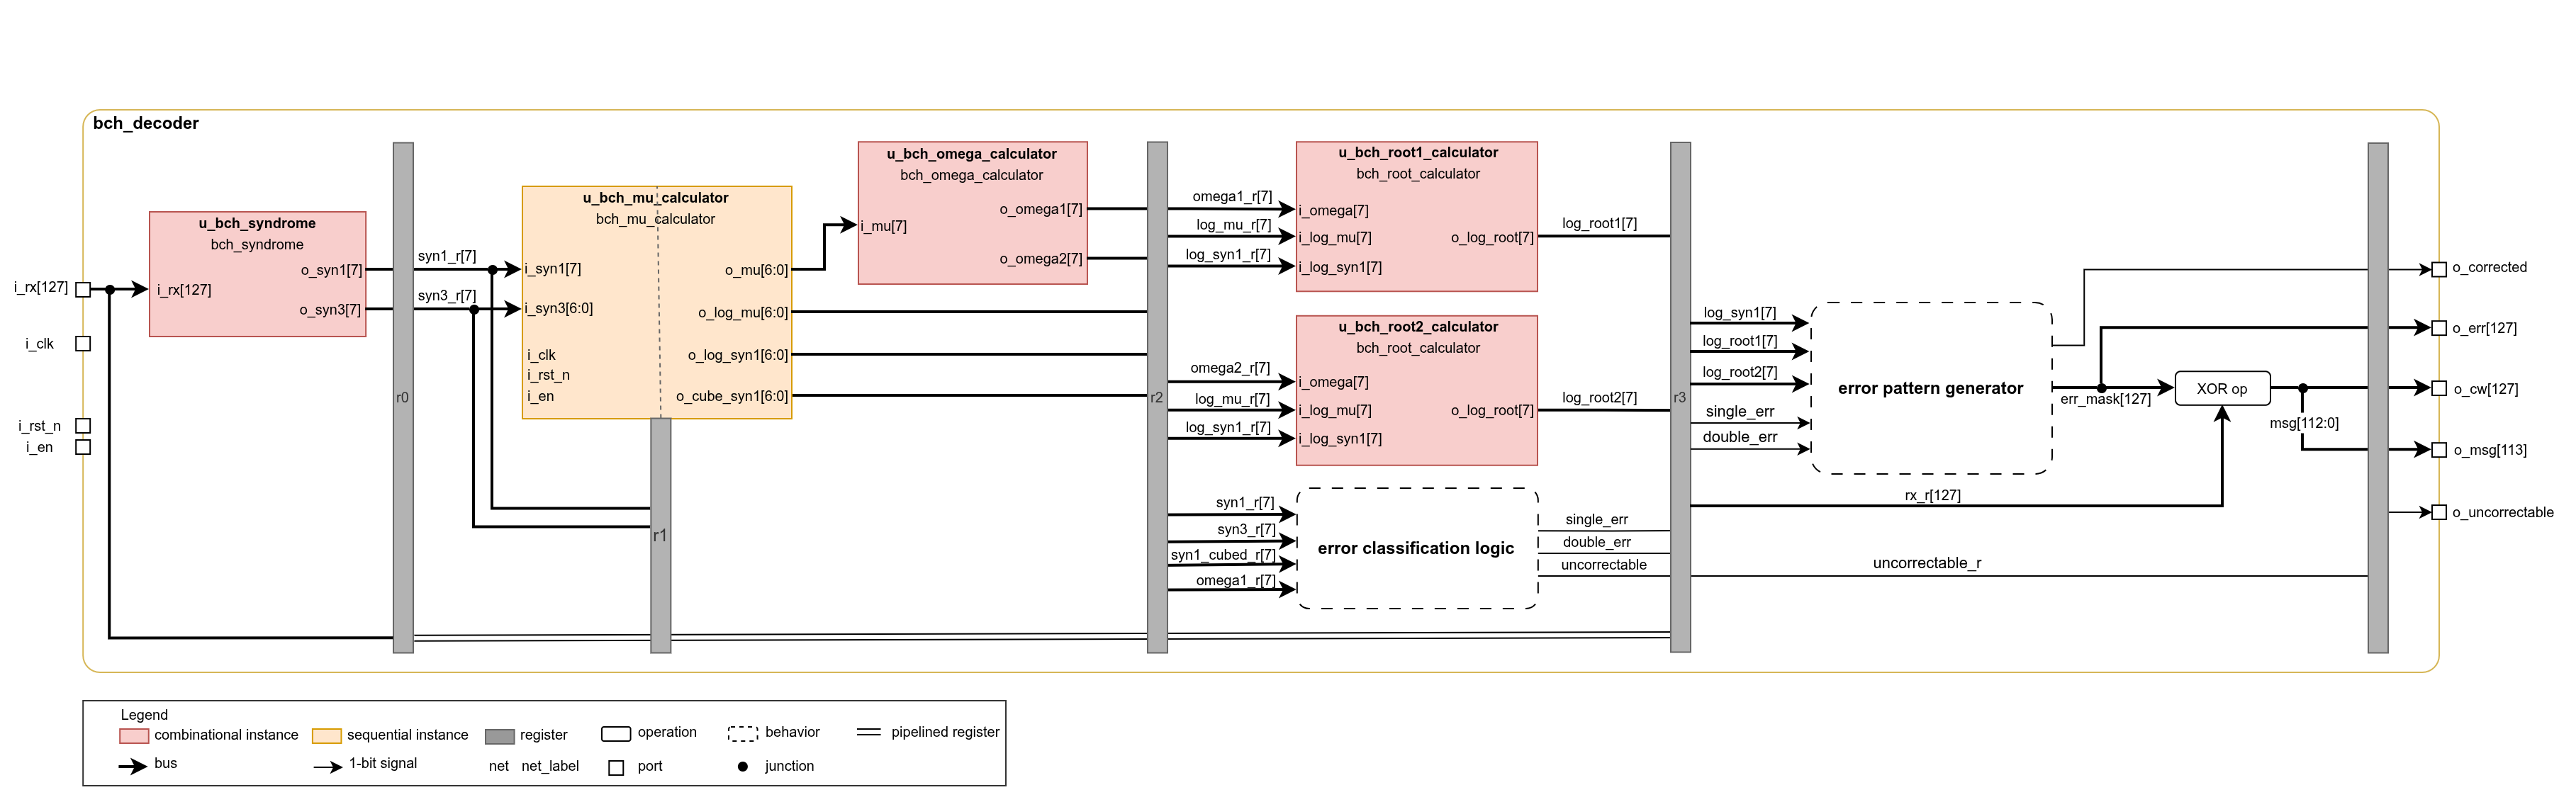 bch_decoder
i_rx[127]
i_clk
i_rst_n
i_en
u_bch_syndrome
bch_syndrome
i_rx[127]
o_syn1[7]
o_syn3[7]
r0
syn1_r[7]
syn3_r[7]
u_bch_mu_calculator
bch_mu_calculator
i_syn1[7]
i_syn3[6:0]
i_clk
i_rst_n
i_en
o_mu[6:0]
o_log_mu[6:0]
o_log_syn1[6:0]
o_cube_syn1[6:0]
r1
u_bch_omega_calculator
bch_omega_calculator
i_mu[7]
o_omega1[7]
o_omega2[7]
r2
omega1_r[7]
log_mu_r[7]
log_syn1_r[7]
u_bch_root1_calculator
bch_root_calculator
i_omega[7]
i_log_mu[7]
i_log_syn1[7]
o_log_root[7]
log_root1[7]
omega2_r[7]
log_mu_r[7]
log_syn1_r[7]
u_bch_root2_calculator
bch_root_calculator
i_omega[7]
i_log_mu[7]
i_log_syn1[7]
o_log_root[7]
log_root2[7]
syn1_r[7]
syn3_r[7]
syn1_cubed_r[7]
omega1_r[7]
error classification logic
single_err
double_err
uncorrectable
r3
log_syn1[7]
log_root1[7]
log_root2[7]
single_err
double_err
error pattern generator
err_mask[127]
XOR op
msg[112:0]
rx_r[127]
uncorrectable_r
o_corrected
o_err[127]
o_cw[127]
o_msg[113]
o_uncorrectable
Legend
combinational instance
sequential instance
register
operation
behavior
pipelined register
bus
1-bit signal
net net_label
port
junction